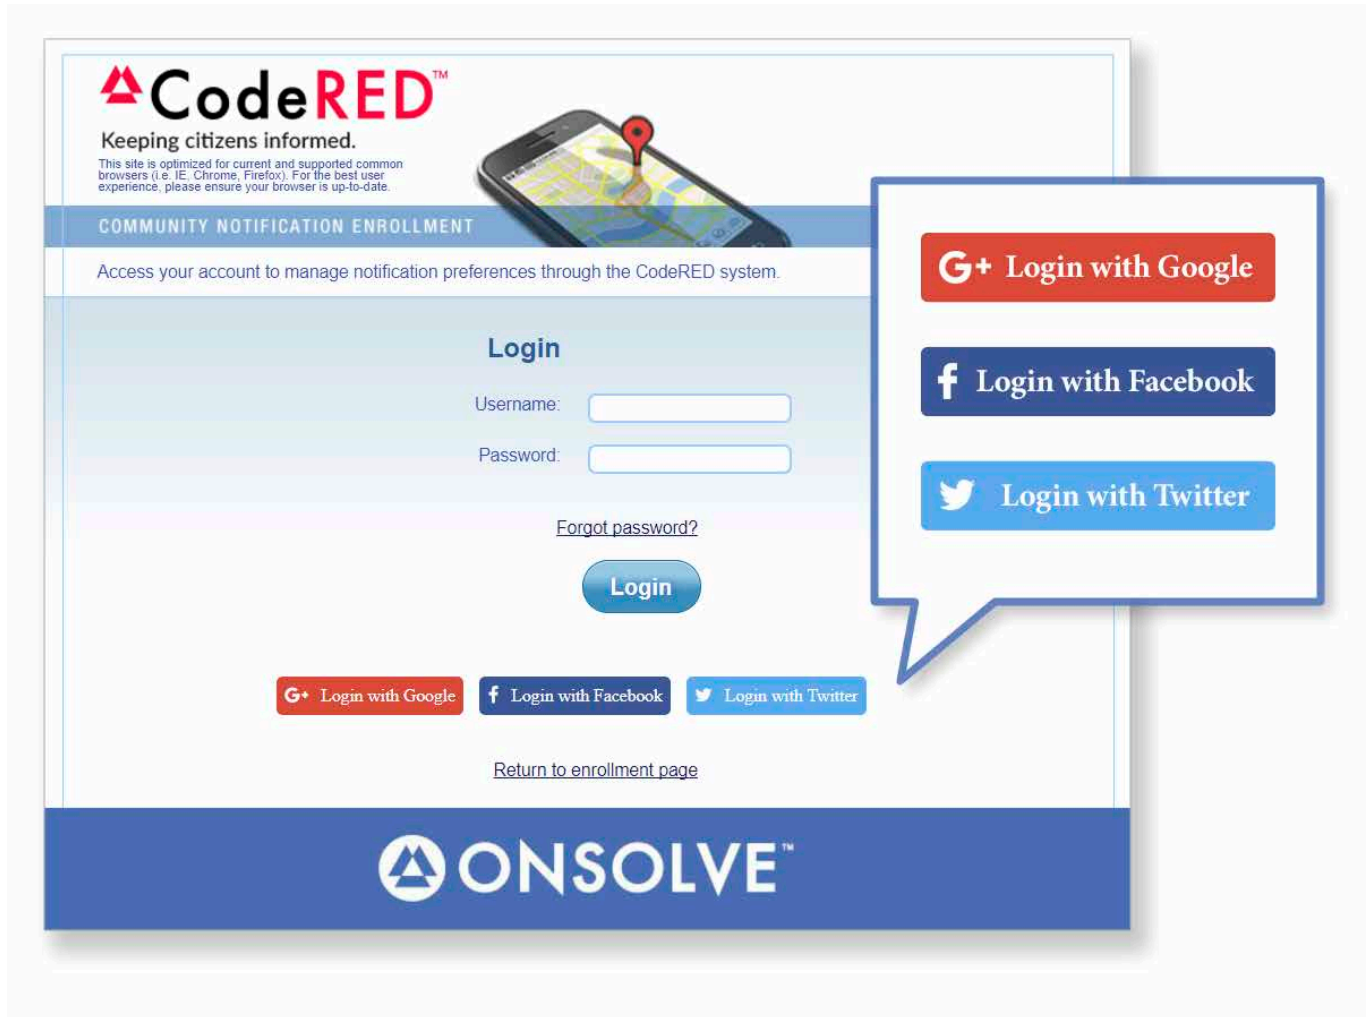 CodeRED™
Keeping citizens informed.
This site is optimized for current and supported common
browsers (i.e. IE, Chrome, Firefox). For the best user
experience, please ensure your browser is up-to-date.
COMMUNITY NOTIFICATION ENROLLMENT
Access your account to manage notification preferences through the CodeRED system.
Login
Username:
Password:
Forgot password?
Login
G+ Login with Google
f Login with Facebook
Login with Twitter
Return to enrollment page
ONSOLVE™
G+ Login with Google
f Login with Facebook
Login with Twitter